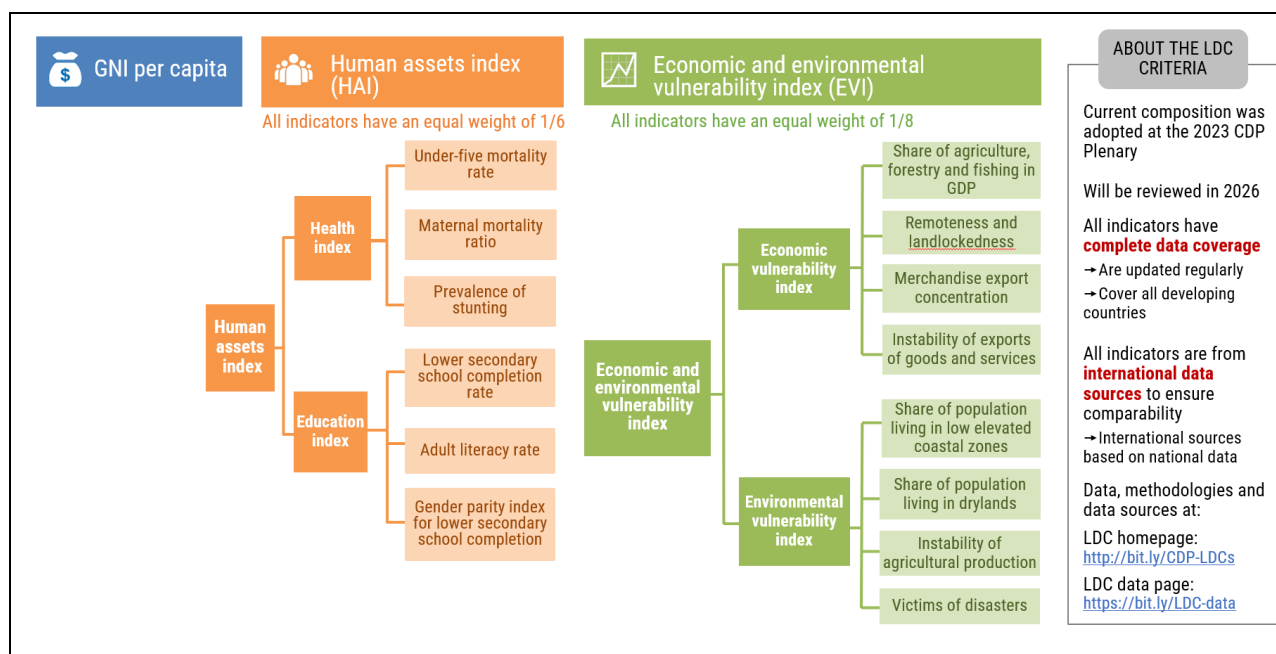 $
GNI per capita
Human assets index
(HAI)
All indicators have an equal weight of 1/6
Under-five mortality
rate
Maternal mortality
ratio
Prevalence of
stunting
Health
index
Human
assets
index
Education
index
Lower secondary
school completion
rate
Adult literacy rate
Gender parity index
for lower secondary
school completion
Economic and environmental
vulnerability index (EVI)
All indicators have an equal weight of 1/8
Share of agriculture,
forestry and fishing in
GDP
Remoteness and
landlockedness
Merchandise export
concentration
Instability of exports
of goods and services
Economic
vulnerability
index
Economic and
environmental
vulnerability
index
Environmental
vulnerability
index
Share of population
living in low elevated
coastal zones
Share of population
living in drylands
Instability of
agricultural production
Victims of disasters
ABOUT THE LDC
CRITERIA
Current composition was
adopted at the 2023 CDP
Plenary
Will be reviewed in 2026
All indicators have
complete data coverage
→Are updated regularly
→Cover all developing
countries
All indicators are from
international data
sources to ensure
comparability
→International sources
based on national data
Data, methodologies and
data sources at:
LDC homepage:
http://bit.ly/CDP-LDCs
LDC data page:
https://bit.ly/LDC-data